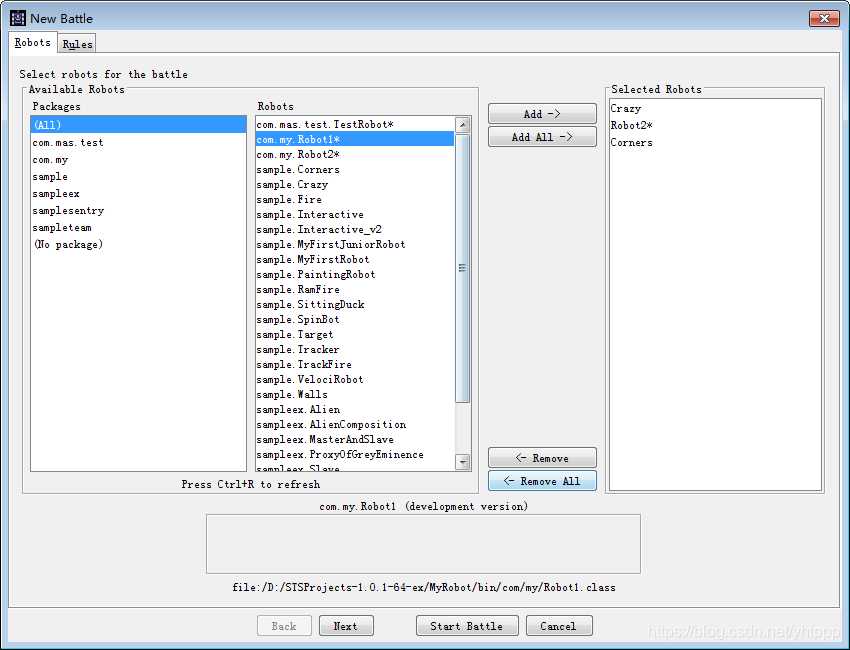 New Battle
Robots
Rules
Select robots for the battle
Available Robots
Packages
(All)
com.mas.test
com.my
sample
sampleex
samplesentry
sampleteam
(No package)
Robots
com.mas.test.TestRobot*
com.my.Robot1*
com.my.Robot2*
sample.Corners
sample.Crazy
sample.Fire
sample.Interactive
sample.Interactive_v2
sample.MyFirstJuniorRobot
sample.MyFirstRobot
sample.PaintingRobot
sample.RamFire
sample.SittingDuck
sample.SpinBot
sample.Target
sample.Tracker
sample.TrackFire
sample.VelociRobot
sample.Walls
sampleex.Alien
sampleex.AlienComposition
sampleex.MasterAndSlave
sampleex.ProxyOfGreyEminence
sampleex.Slave
Press Ctrl+R to refresh
Add ->
Add All ->
<- Remove
<- Remove All
Selected Robots
Crazy
Robot2*
Corners
com.my.Robot1 (development version)
file:/D:/STSProjects-1.0.1-64-ex/MyRobot/bin/com/my/Robot1.class
Back
Next
Start Battle
Cancel
https://blog.csdn.net/yhtppp